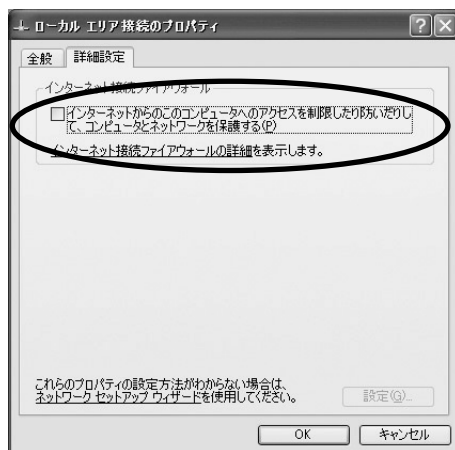 ローカル エリア接続のプロパティ
全般 詳細設定
インターネット接続ファイアウォール
インターネットからのこのコンピュータへのアクセスを制限したり防いだりし
て、コンピュータとネットワークを保護する(P)
インターネット接続ファイアウォールの詳細を表示します。
これらのプロパティの設定方法がわからない場合は、
ネットワーク セットアップ ウィザードを使用してください。
設定(G)...
OK キャンセル